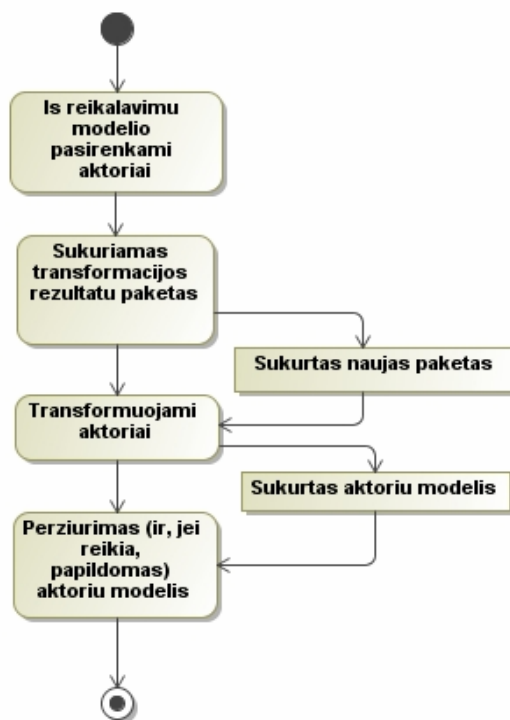 Is reikalavimu
modelio
pasirenkami
aktoriai
Sukuriamas
transformacijos
rezultatu paketas
Sukurtas naujas paketas
Transformuojami
aktoriai
Sukurtas aktoriu modelis
Perziurimas (ir, jei
reikia,
papildomas)
aktoriu modelis